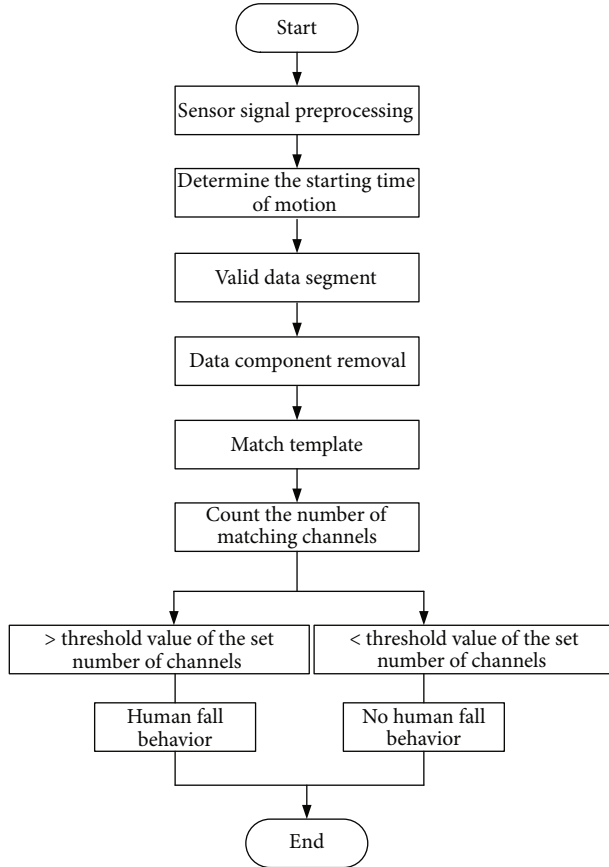 Start
Sensor signal preprocessing
Determine the starting time
of motion
Valid data segment
Data component removal
Match template
Count the number of
matching channels
> threshold value of the set
number of channels
< threshold value of the set
number of channels
Human fall
behavior
No human fall
behavior
End